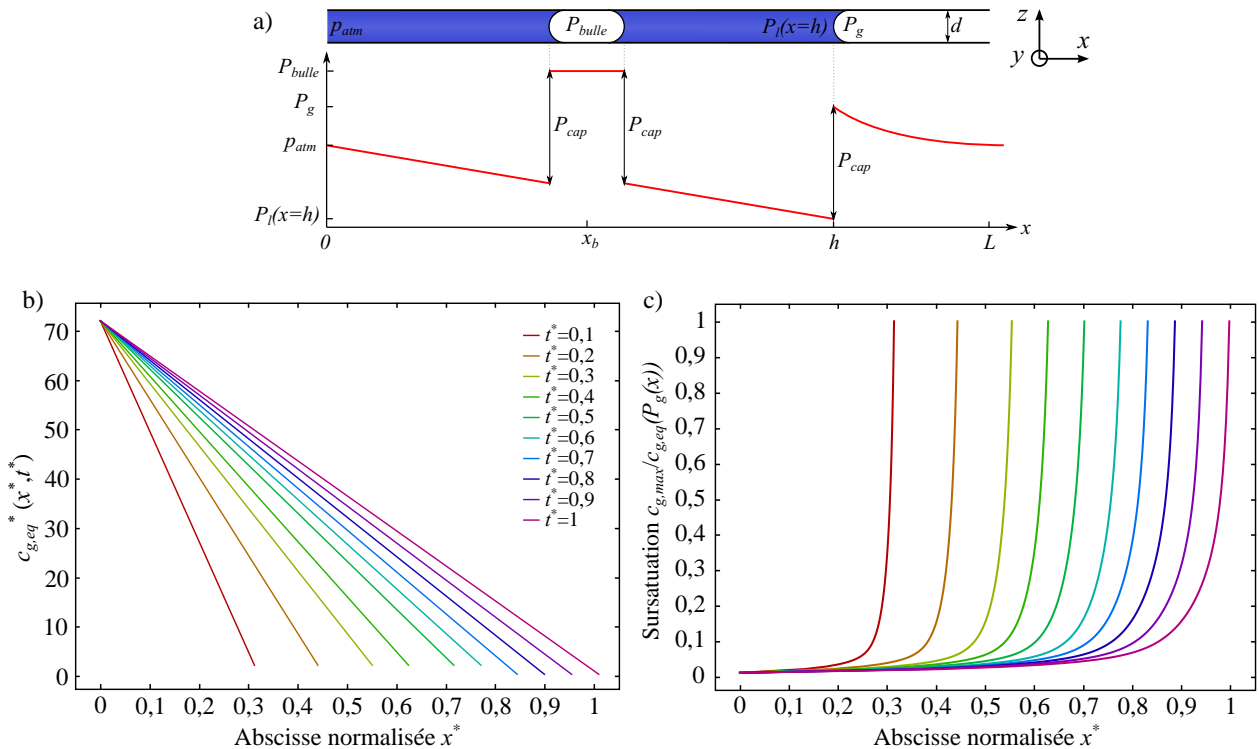 a)
p_atm P_bulle P_l(x=h) P_g d
z
y x
P_bulle
P_g
p_atm
P_l(x=h)
P_cap P_cap P_cap
0 x_b h L x
b)
c_g,eq^* (x^*,t^*)
70
60
50
40
30
20
10
0
0 0,1 0,2 0,3 0,4 0,5 0,6 0,7 0,8 0,9 1
Abscisse normalisée x^*
t^*=0,1
t^*=0,2
t^*=0,3
t^*=0,4
t^*=0,5
t^*=0,6
t^*=0,7
t^*=0,8
t^*=0,9
t^*=1
c)
Sursatuation c_g,max/c_g,eq(P_g(x))
1
0,9
0,8
0,7
0,6
0,5
0,4
0,3
0,2
0,1
0
0 0,1 0,2 0,3 0,4 0,5 0,6 0,7 0,8 0,9 1
Abscisse normalisée x^*